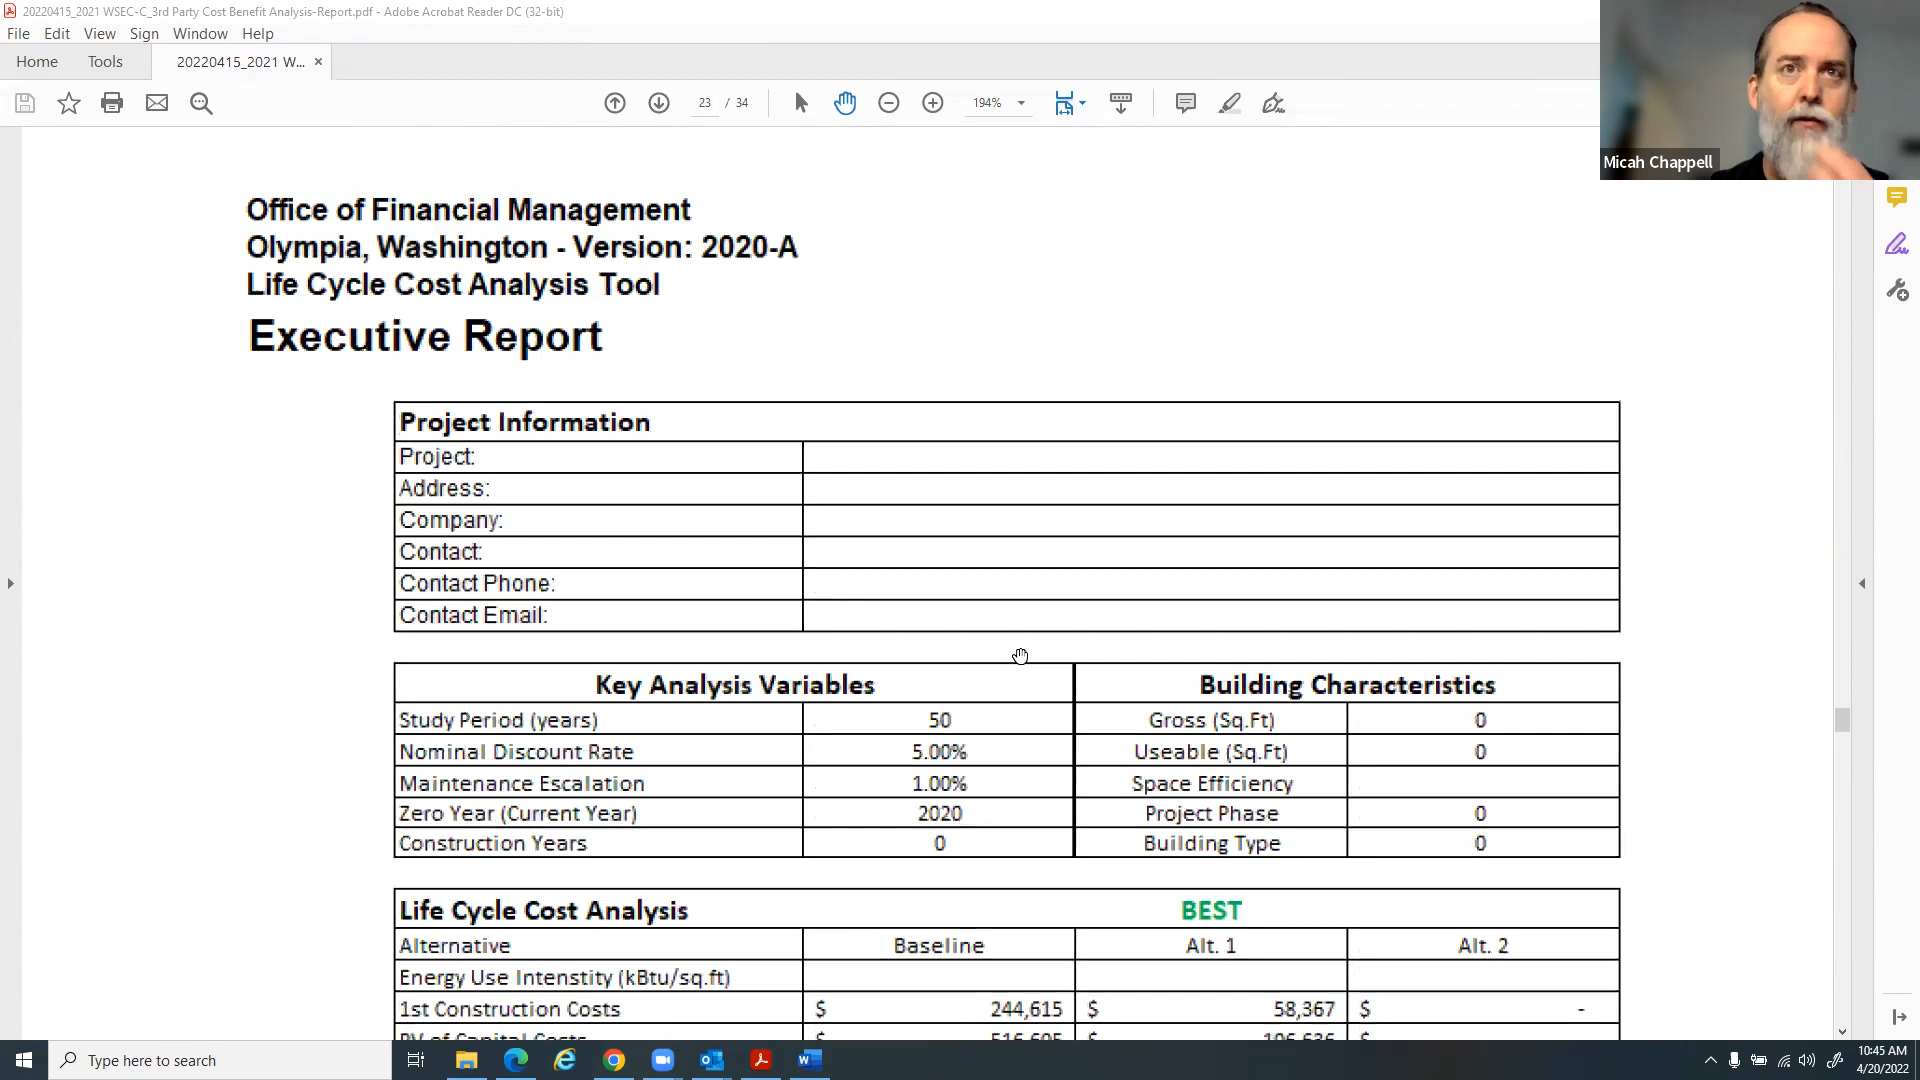 20220415_2021 WSEC-C_3rd Party Cost Benefit Analysis-Report.pdf - Adobe Acrobat Reader DC (32-bit)
File Edit View Sign Window Help
Home Tools 20220415_2021 W... ×
23 / 34 194%
Micah Chappell
Office of Financial Management
Olympia, Washington - Version: 2020-A
Life Cycle Cost Analysis Tool
Executive Report
Project Information
Project:
Address:
Company:
Contact:
Contact Phone:
Contact Email:
Key Analysis Variables Building Characteristics
Study Period (years) 50 Gross (Sq.Ft) 0
Nominal Discount Rate 5.00% Useable (Sq.Ft) 0
Maintenance Escalation 1.00% Space Efficiency
Zero Year (Current Year) 2020 Project Phase 0
Construction Years 0 Building Type 0
Life Cycle Cost Analysis BEST
Alternative Baseline Alt. 1 Alt. 2
Energy Use Intenstity (kBtu/sq.ft)
1st Construction Costs $ 244,615 $ 58,367 $ -
PV of Capital Costs
Type here to search
10:45 AM
4/20/2022